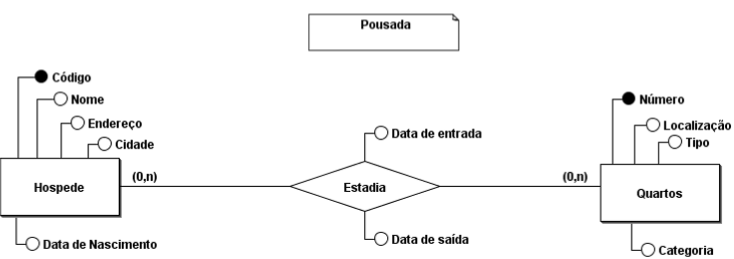 Pousada
Código
Nome
Endereço
Cidade
Hospede
(0,n)
Data de Nascimento
Data de entrada
Estadia
Data de saída
(0,n)
Número
Localização
Tipo
Quartos
Categoria